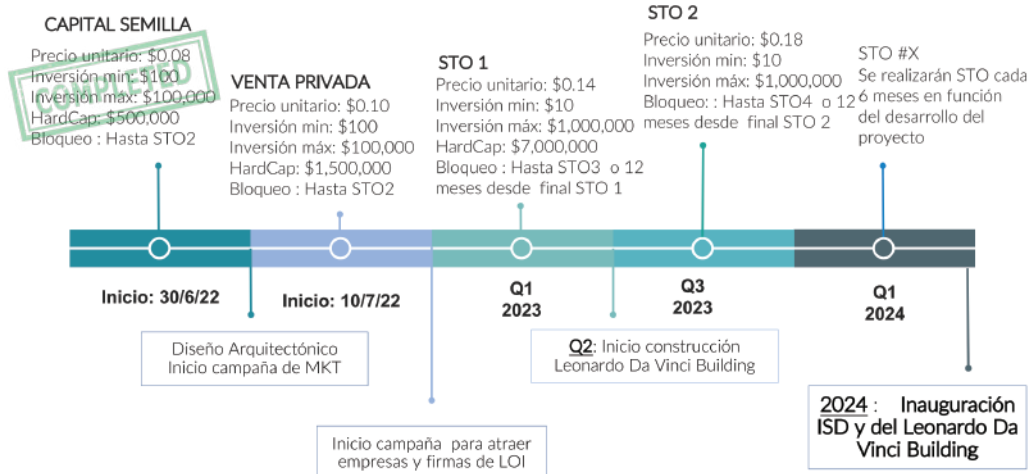 CAPITAL SEMILLA
Precio unitario: $0.08
Inversión min: $100
Inversión máx: $100,000
HardCap: $500,000
Bloqueo : Hasta STO2
COMPLETED
VENTA PRIVADA
Precio unitario: $0.10
Inversión min: $100
Inversión máx: $100,000
HardCap: $1,500,000
Bloqueo : Hasta STO2
STO 1
Precio unitario: $0.14
Inversión min: $10
Inversión máx: $1,000,000
HardCap: $7,000,000
Bloqueo : Hasta STO3 o 12
meses desde final STO 1
STO 2
Precio unitario: $0.18
Inversión min: $10
Inversión máx: $1,000,000
Bloqueo: : Hasta STO4 o 12
meses desde final STO 2
STO #X
Se realizarán STO cada
6 meses en función
del desarrollo del
proyecto
Inicio: 30/6/22
Inicio: 10/7/22
Q1
2023
Q3
2023
Q1
2024
Diseño Arquitectónico
Inicio campaña de MKT
Inicio campaña para atraer
empresas y firmas de LOI
Q2: Inicio construcción
Leonardo Da Vinci Building
2024 : Inauguración
ISD y del Leonardo Da
Vinci Building